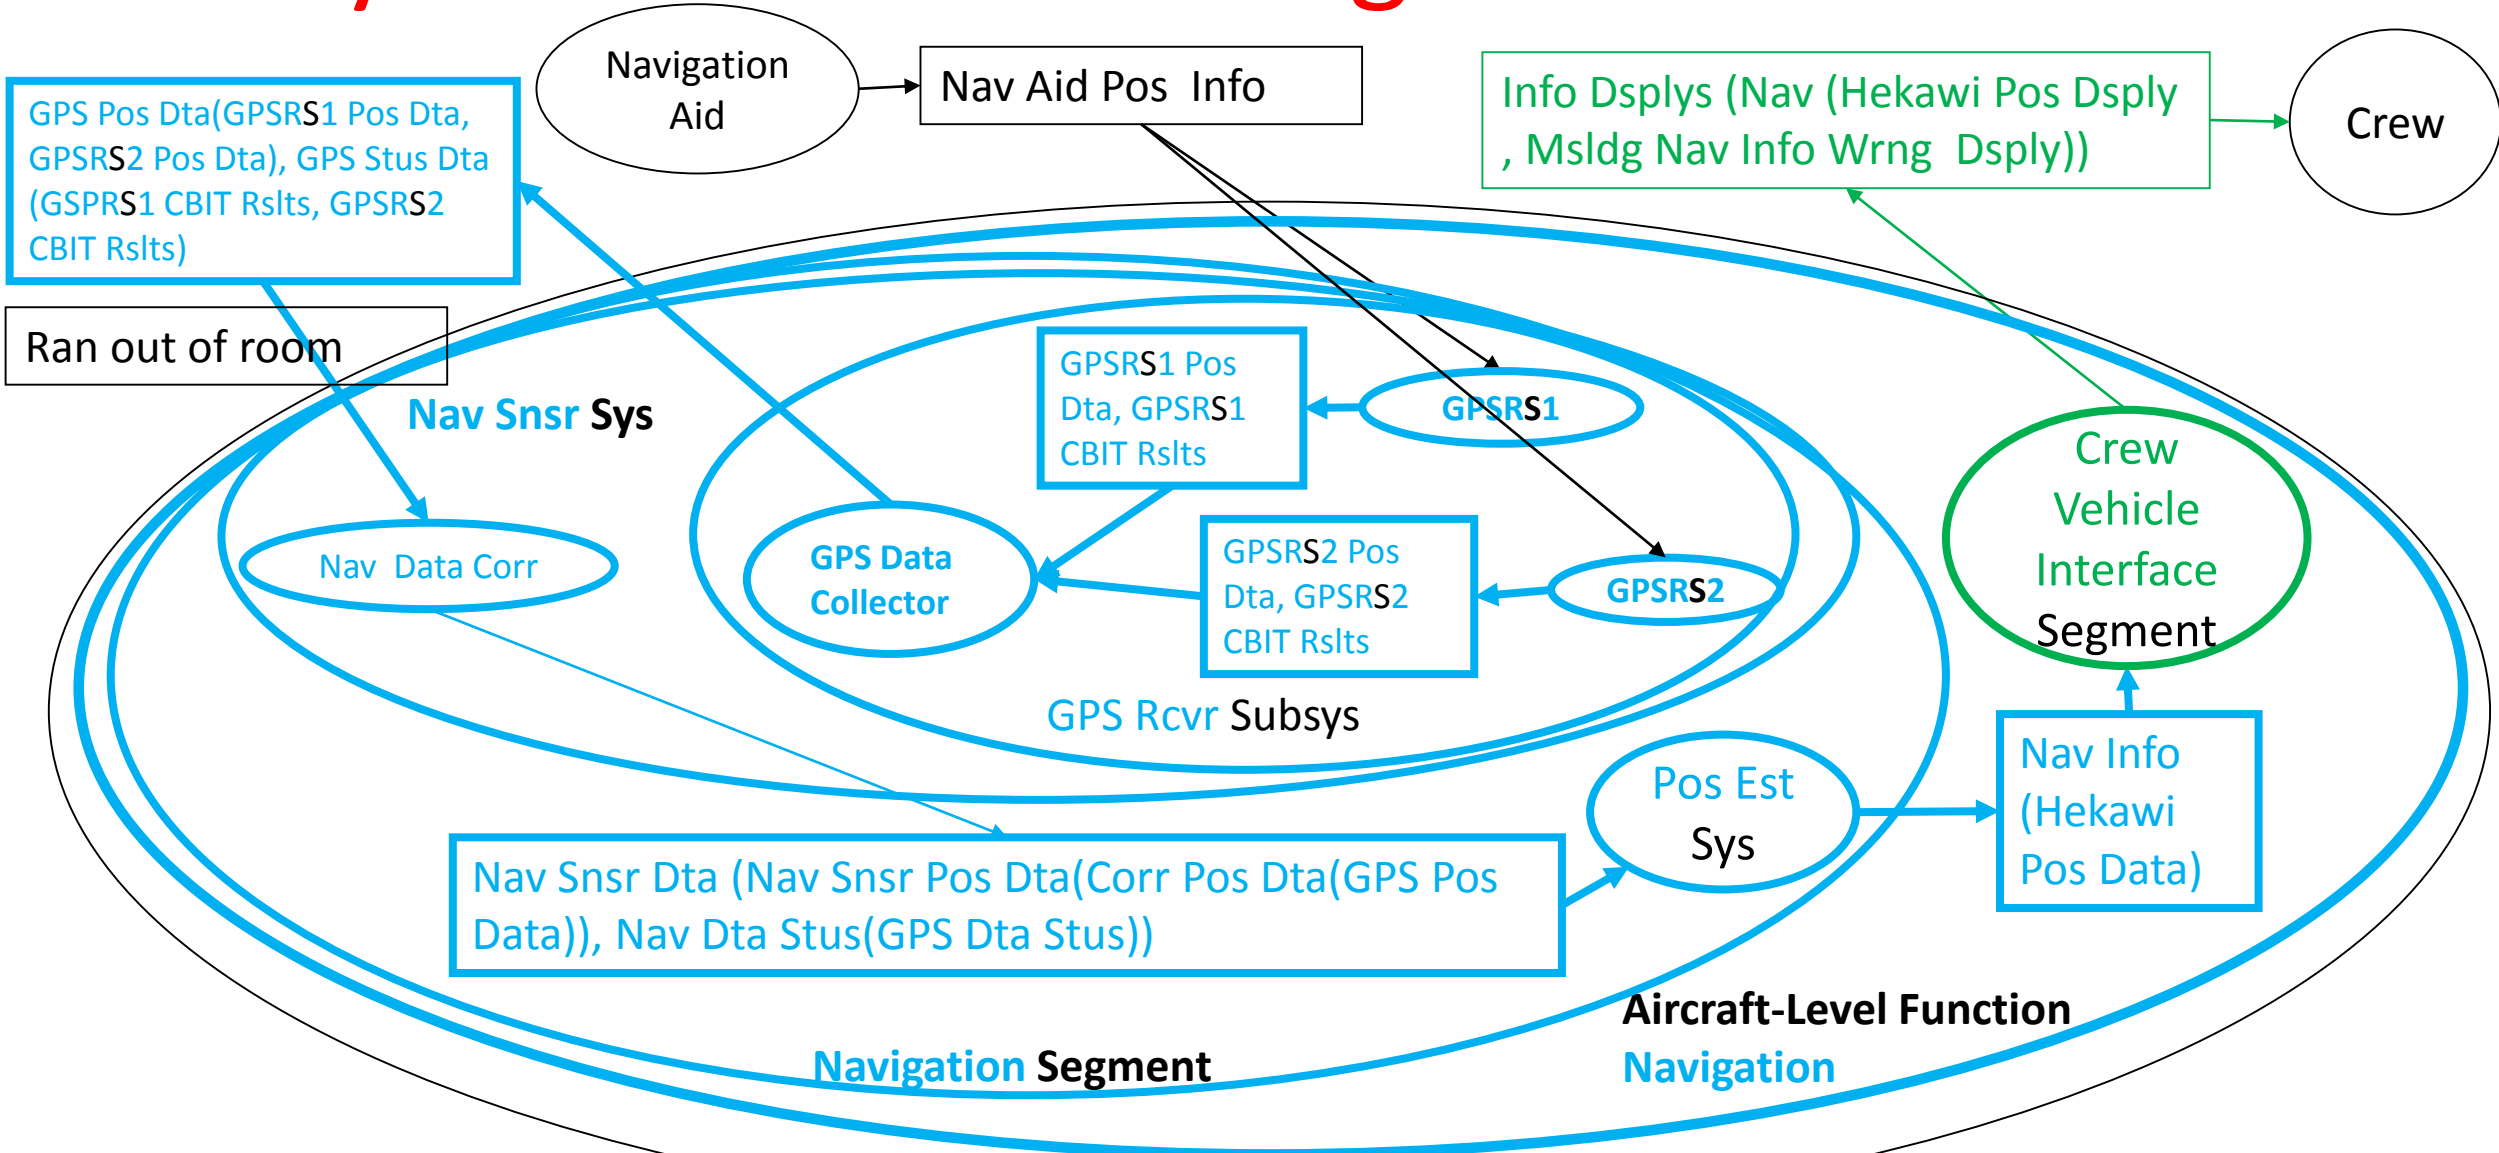 Navigation
Aid
Nav Aid Pos  Info
Info Dsplys (Nav (Hekawi Pos Dsply
, Msldg Nav Info Wrng  Dsply))
Crew
GPS Pos Dta(GPSRS1 Pos Dta,
GPSRS2 Pos Dta), GPS Stus Dta
(GSPRS1 CBIT Rslts, GPSRS2
CBIT Rslts)
Ran out of room
Nav Snsr Sys
GPSRS1 Pos
Dta, GPSRS1
CBIT Rslts
GPSRS1
Crew
Vehicle
Interface
Segment
Nav  Data Corr
GPS Data
Collector
GPSRS2 Pos
Dta, GPSRS2
CBIT Rslts
GPSRS2
GPS Rcvr Subsys
Pos Est
Sys
Nav Info
(Hekawi
Pos Data)
Nav Snsr Dta (Nav Snsr Pos Dta(Corr Pos Dta(GPS Pos
Data)), Nav Dta Stus(GPS Dta Stus))
Aircraft-Level Function
Navigation
Navigation Segment